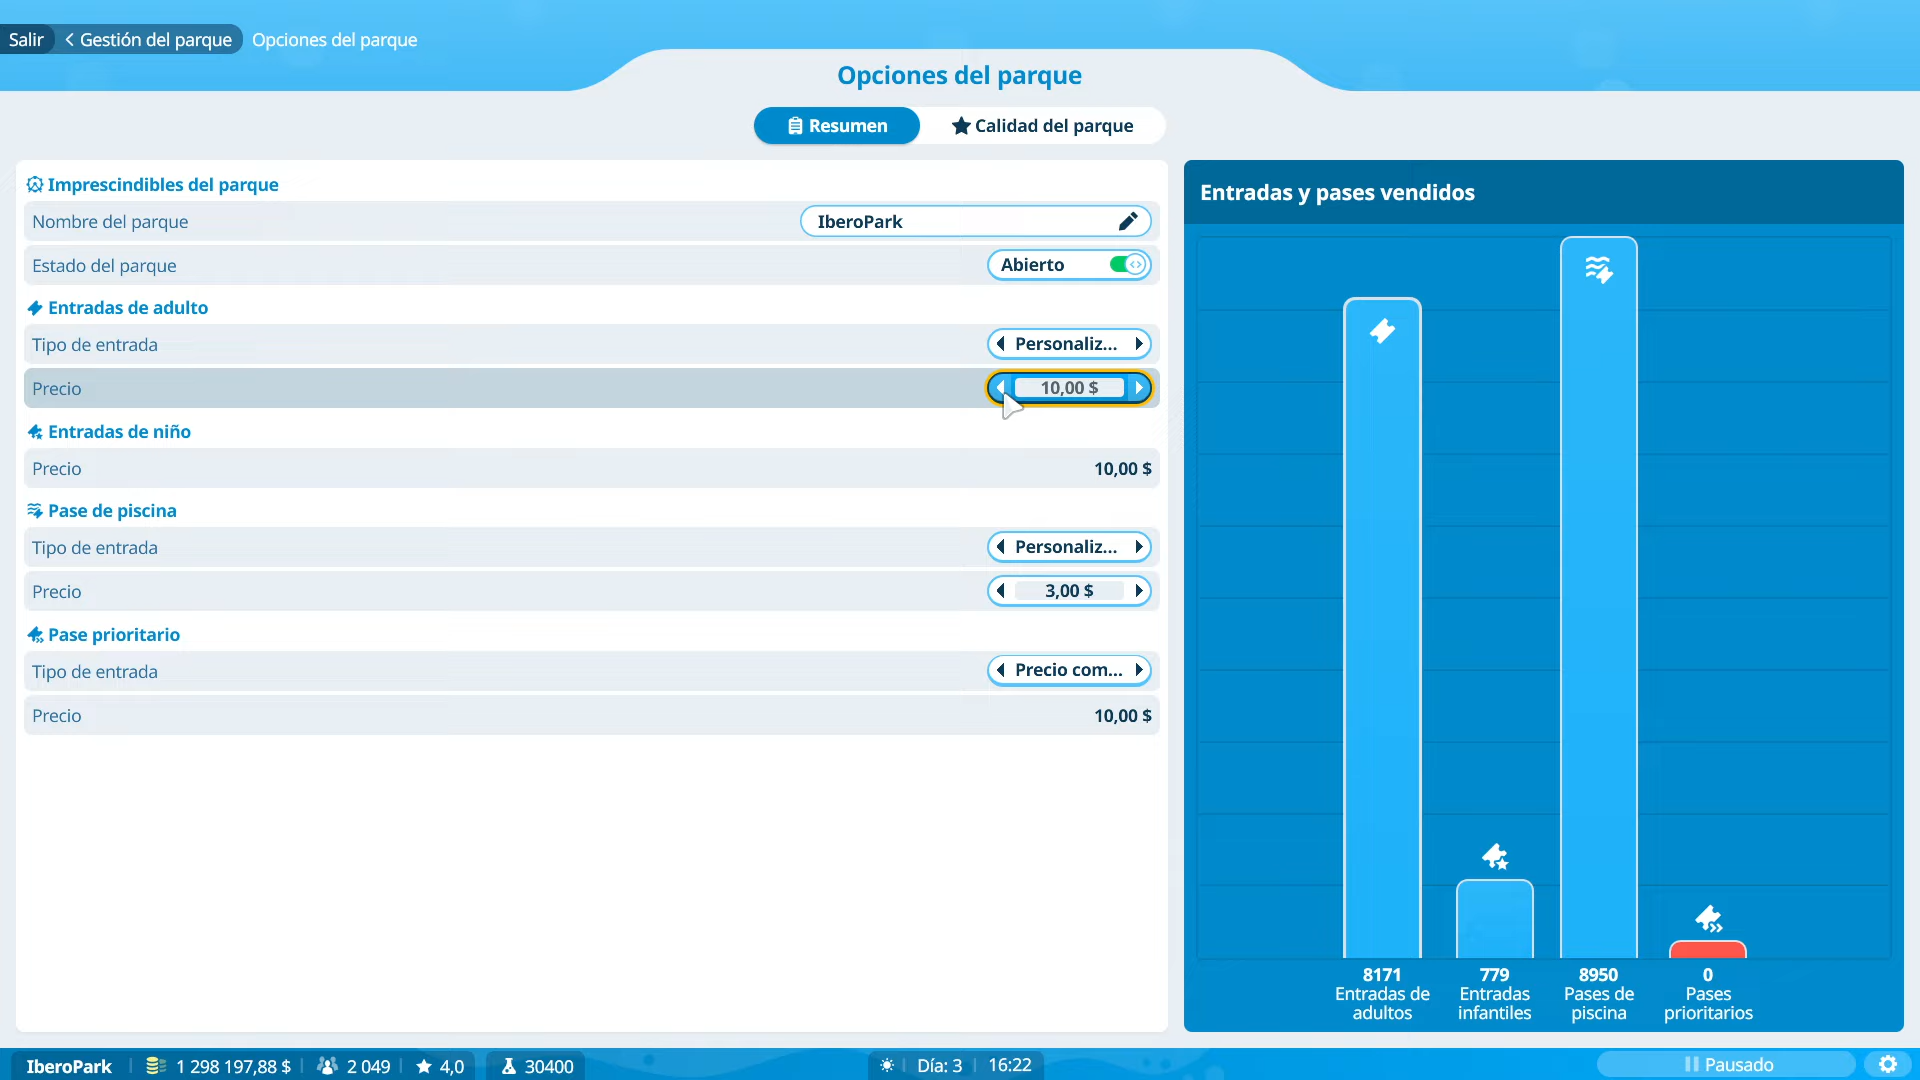 Salir
Gestión del parque
Opciones del parque
Opciones del parque
Resumen
Calidad del parque
Imprescindibles del parque
Nombre del parque
IberoPark
Estado del parque
Abierto
Entradas de adulto
Tipo de entrada
Personaliz...
Precio
10,00 $
Entradas de niño
Precio
10,00 $
Pase de piscina
Tipo de entrada
Personaliz...
Precio
3,00 $
Pase prioritario
Tipo de entrada
Precio com...
Precio
10,00 $
Entradas y pases vendidos
8171
Entradas de
adultos
779
Entradas
infantiles
8950
Pases de
piscina
0
Pases
prioritarios
IberoPark
1 298 197,88 $
2 049
4,0
30400
Día: 3
16:22
Pausado